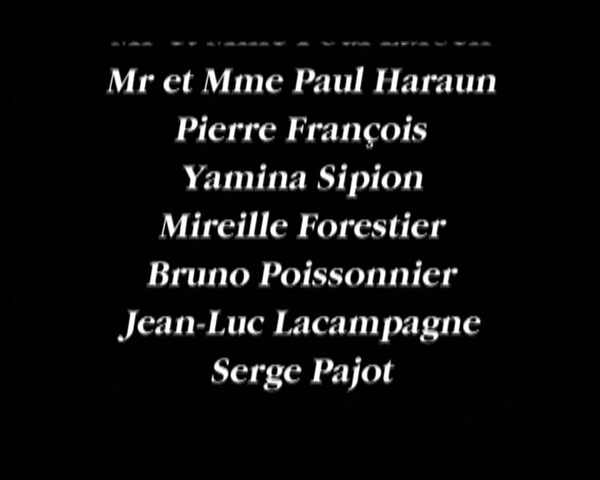 Mr et Mme Paul Haraun
Pierre François
Yamina Sipion
Mireille Forestier
Bruno Poissonnier
Jean-Luc Lacampagne
Serge Pajot